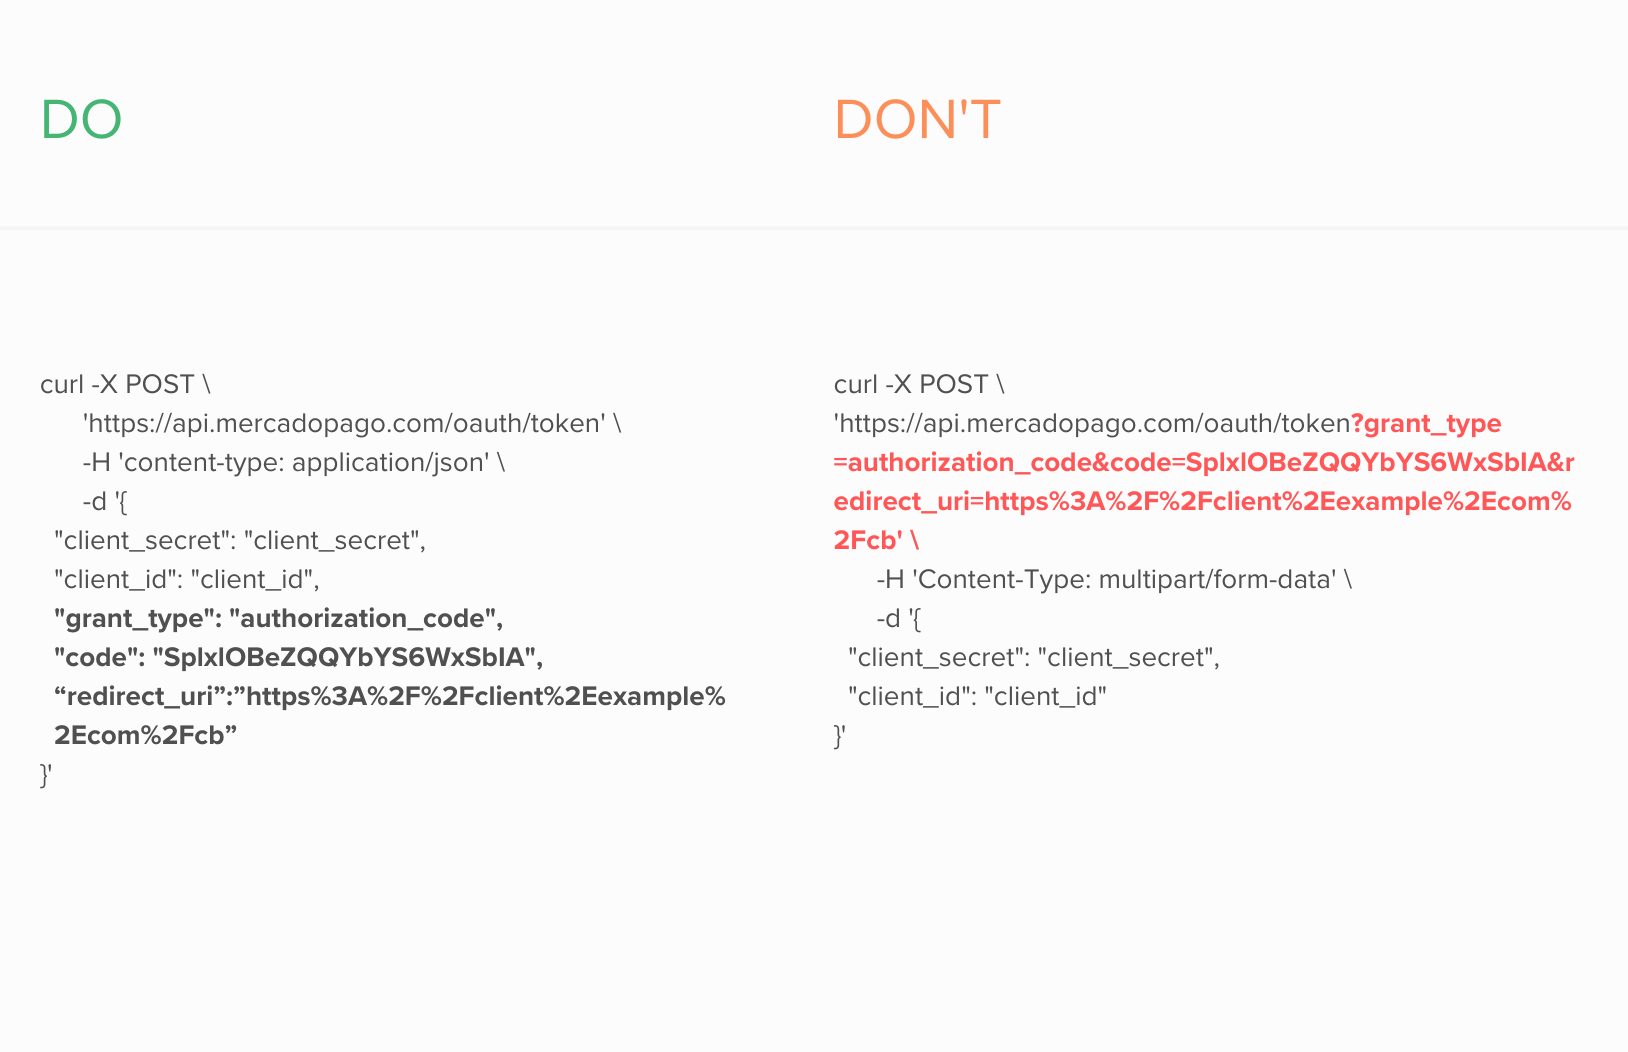 DO
DON'T
curl -X POST \
'https://api.mercadopago.com/oauth/token' \
-H 'content-type: application/json' \
-d '{
"client_secret": "client_secret",
"client_id": "client_id",
"grant_type": "authorization_code",
"code": "SplxlOBeZQQYbYS6WxSbIA",
“redirect_uri”:”https%3A%2F%2Fclient%2Eexample%
2Ecom%2Fcb”
}'
curl -X POST \
'https://api.mercadopago.com/oauth/token?grant_type
=authorization_code&code=SplxlOBeZQQYbYS6WxSbIA&r
edirect_uri=https%3A%2F%2Fclient%2Eexample%2Ecom%
2Fcb' \
-H 'Content-Type: multipart/form-data' \
-d '{
"client_secret": "client_secret",
"client_id": "client_id"
}'